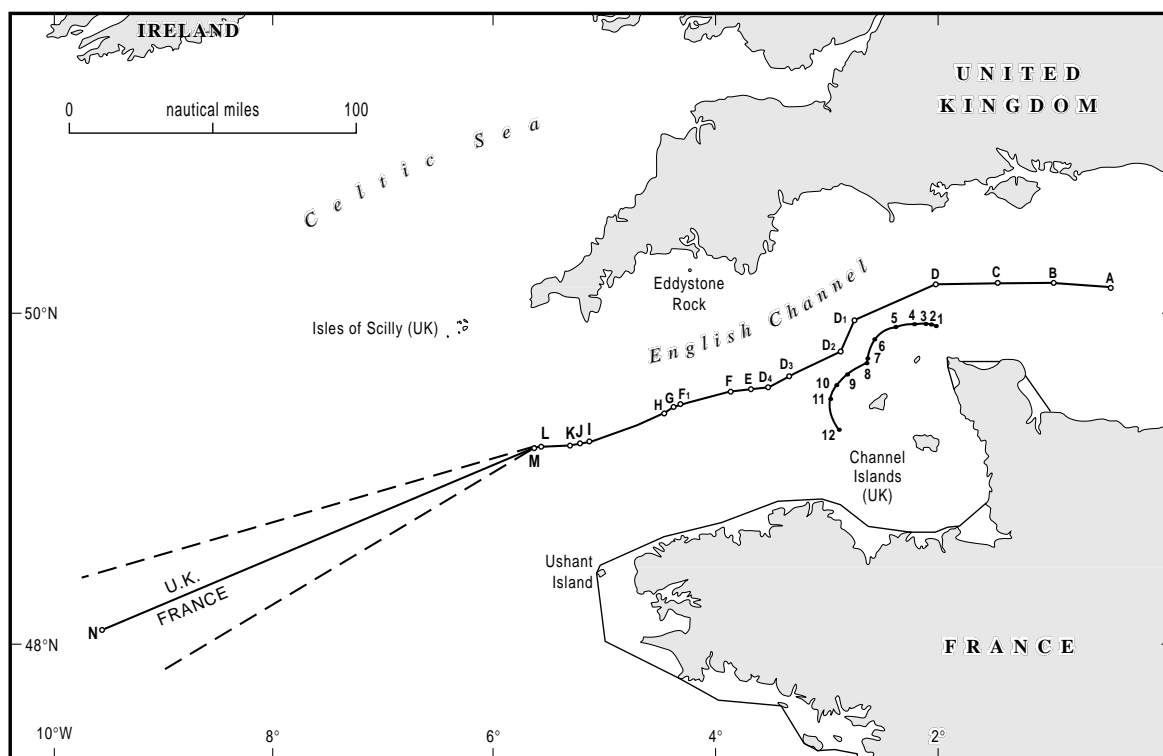 IRELAND
UNITED
KINGDOM
0 nautical miles 100
Celtic Sea
Eddystone
Rock
English Channel
50°N
Isles of Scilly (UK)
D C B A
D1
5 4 3 2 1
D2
6
7
8
D3
9
10
F E D4
11
H G F1
12
L K J I
M
Channel
Islands
(UK)
Ushant
Island
U.K.
FRANCE
N
48°N
FRANCE
10°W 8° 6° 4° 2°